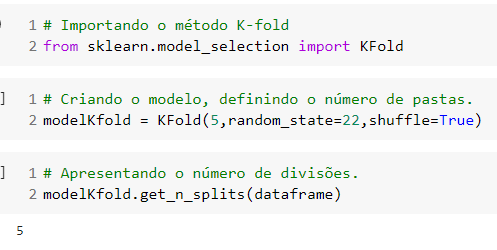 1 # Importando o método K-fold
2 from sklearn.model_selection import KFold
] 1 # Criando o modelo, definindo o número de pastas.
2 modelKfold = KFold(5,random_state=22,shuffle=True)
] 1 # Apresentando o número de divisões.
2 modelKfold.get_n_splits(dataframe)
5